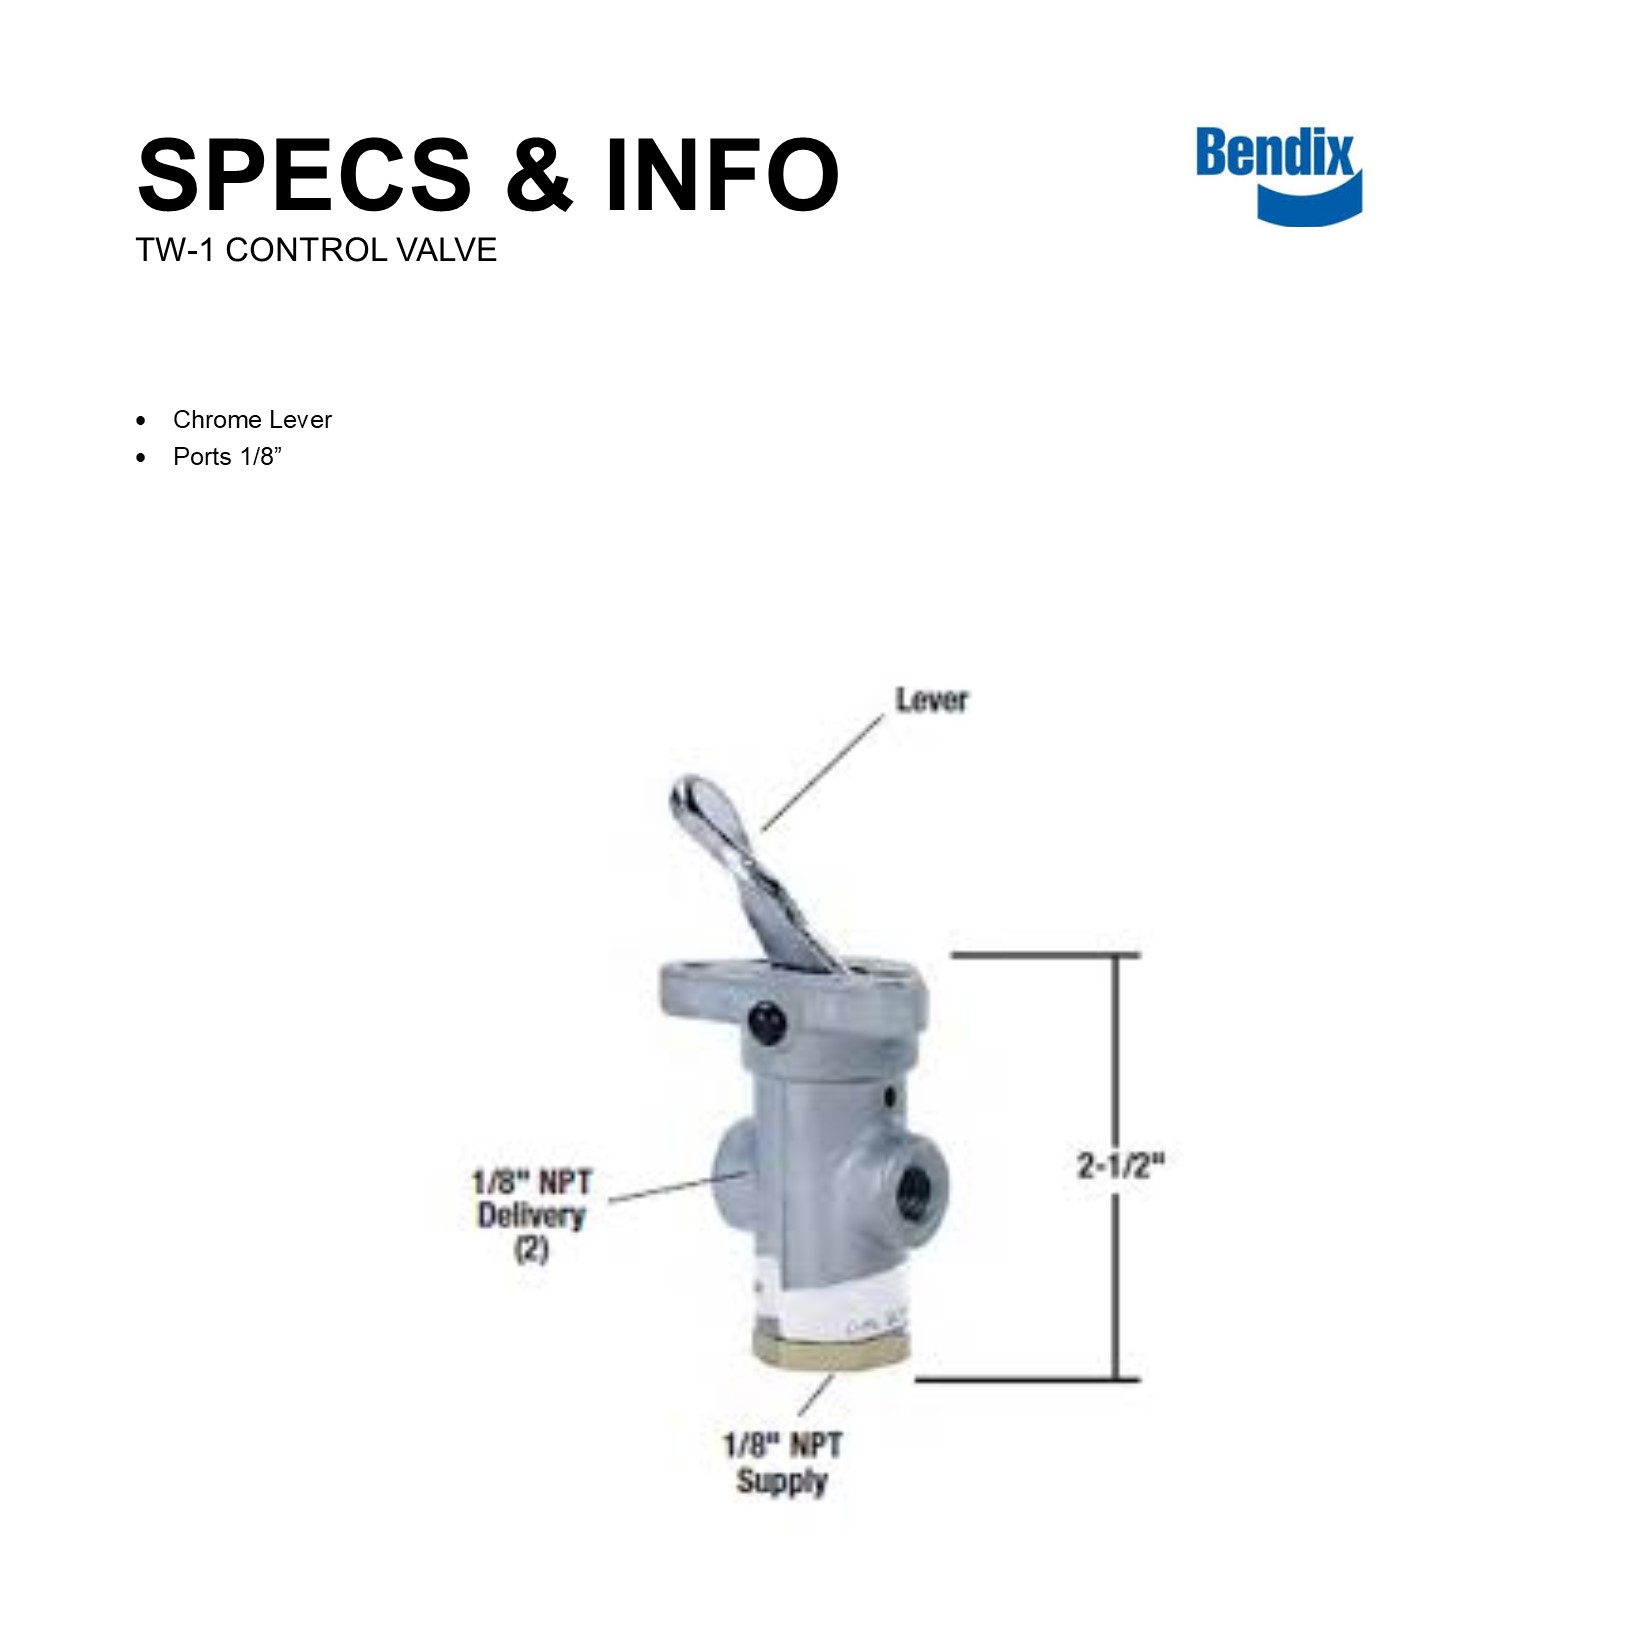 SPECS & INFO
Bendix
TW-1 CONTROL VALVE
• Chrome Lever
• Ports 1/8”
Lever
2-1/2"
1/8" NPT
Delivery
(2)
1/8" NPT
Supply